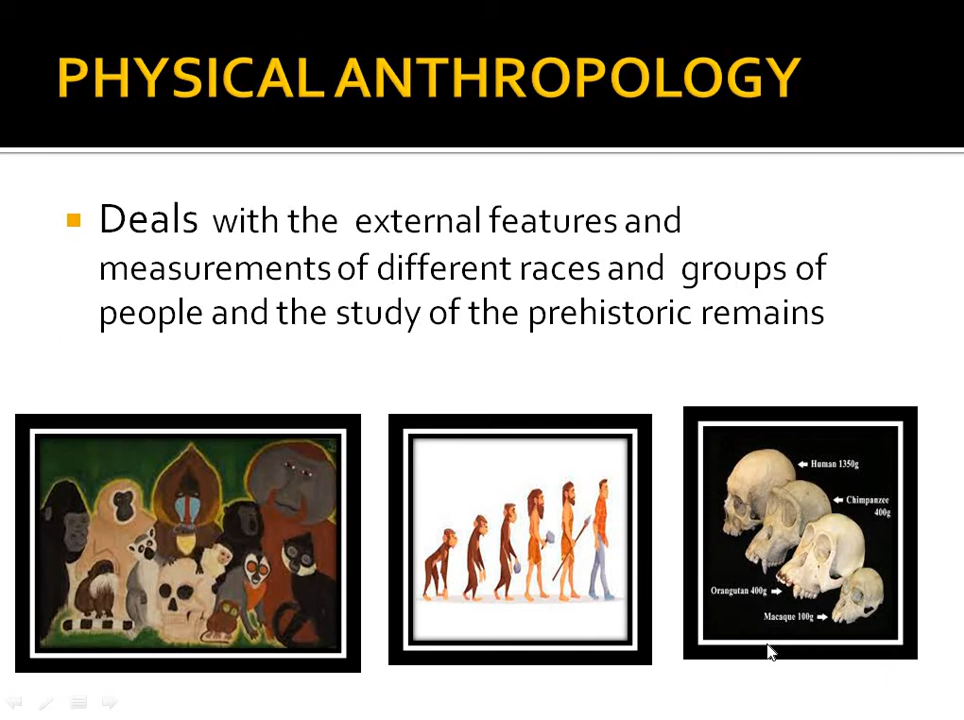 PHYSICAL ANTHROPOLOGY
Deals with the external features and
measurements of different races and groups of
people and the study of the prehistoric remains
Human 1350g
Chimpanzee
400g
Orangutan 400g
Macaque 100g